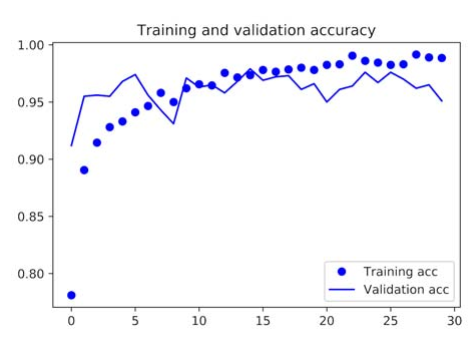 Training and validation accuracy
1.00
0.95
0.90
0.85
0.80
Training acc
Validation acc
0 5 10 15 20 25 30